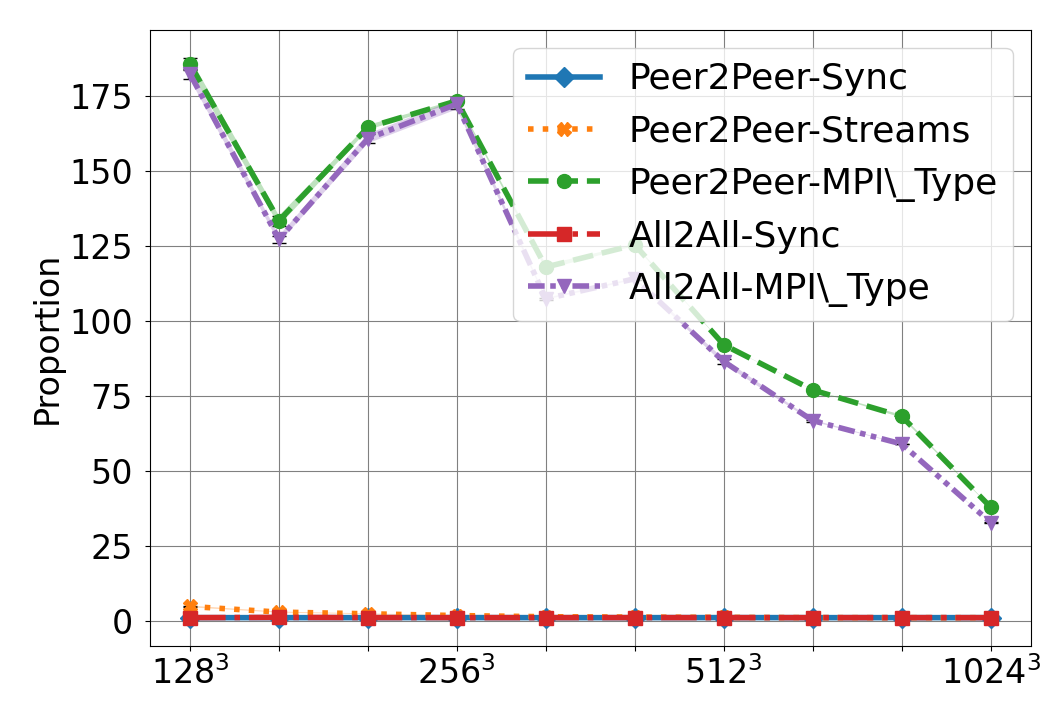 Proportion
175
150
125
100
75
50
25
0
128³
256³
512³
1024³
Peer2Peer-Sync
Peer2Peer-Streams
Peer2Peer-MPI\_Type
All2All-Sync
All2All-MPI\_Type